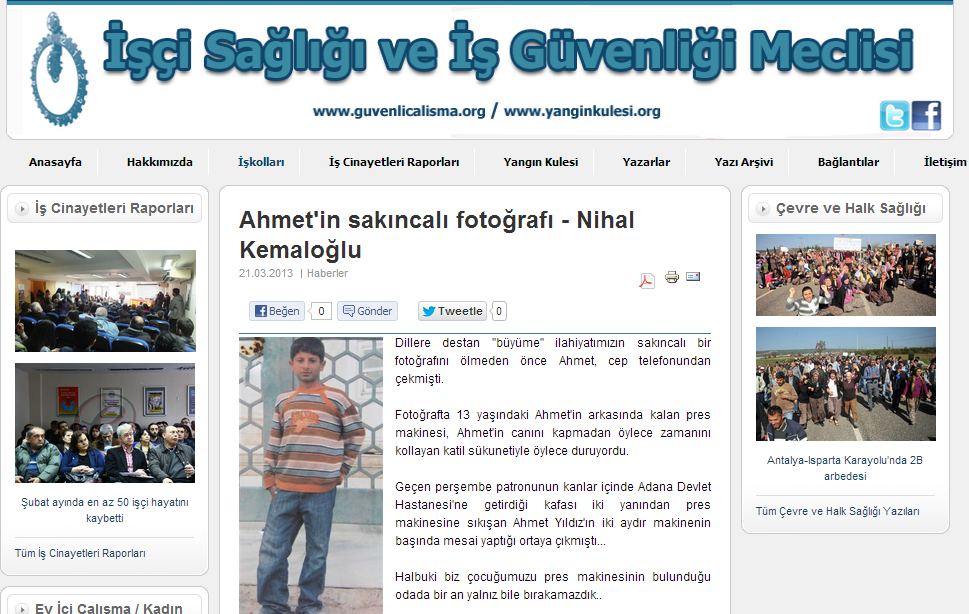 İşçi Sağlığı ve İş Güvenliği Meclisi
www.guvenlicalisma.org / www.yanginkulesi.org
Anasayfa Hakkımızda İşkolları İş Cinayetleri Raporları Yangın Kulesi Yazarlar Yazı Arşivi Bağlantılar İletişim
İş Cinayetleri Raporları
Şubat ayında en az 50 işçi hayatını
kaybetti
Tüm İş Cinayetleri Raporları
Ev İçi Çalışma / Kadın
Ahmet'in sakıncalı fotoğrafı - Nihal
Kemaloğlu
21.03.2013 | Haberler
Beğen 0 Gönder Tweetle 0
Dillere destan "büyüme" ilahiyatımızın sakıncalı bir
fotoğrafını ölmeden önce Ahmet, cep telefonundan
çekmişti.
Fotoğrafta 13 yaşındaki Ahmet'in arkasında kalan pres
makinesi, Ahmet'in canını kapmadan öylece zamanını
kollayan katil sükunetiyle öylece duruyordu.
Geçen perşembe patronunun kanlar içinde Adana Devlet
Hastanesi'ne getirdiği kafası iki yanından pres
makinesine sıkışan Ahmet Yıldız'ın iki aydır makinenin
başında mesai yaptığı ortaya çıkmıştı...
Halbuki biz çocuğumuzu pres makinesinin bulunduğu
odada bir an yalnız bile bırakamazdık..
Çevre ve Halk Sağlığı
Antalya-Isparta Karayolu'nda 2B
arbedesi
Tüm Çevre ve Halk Sağlığı Yazıları